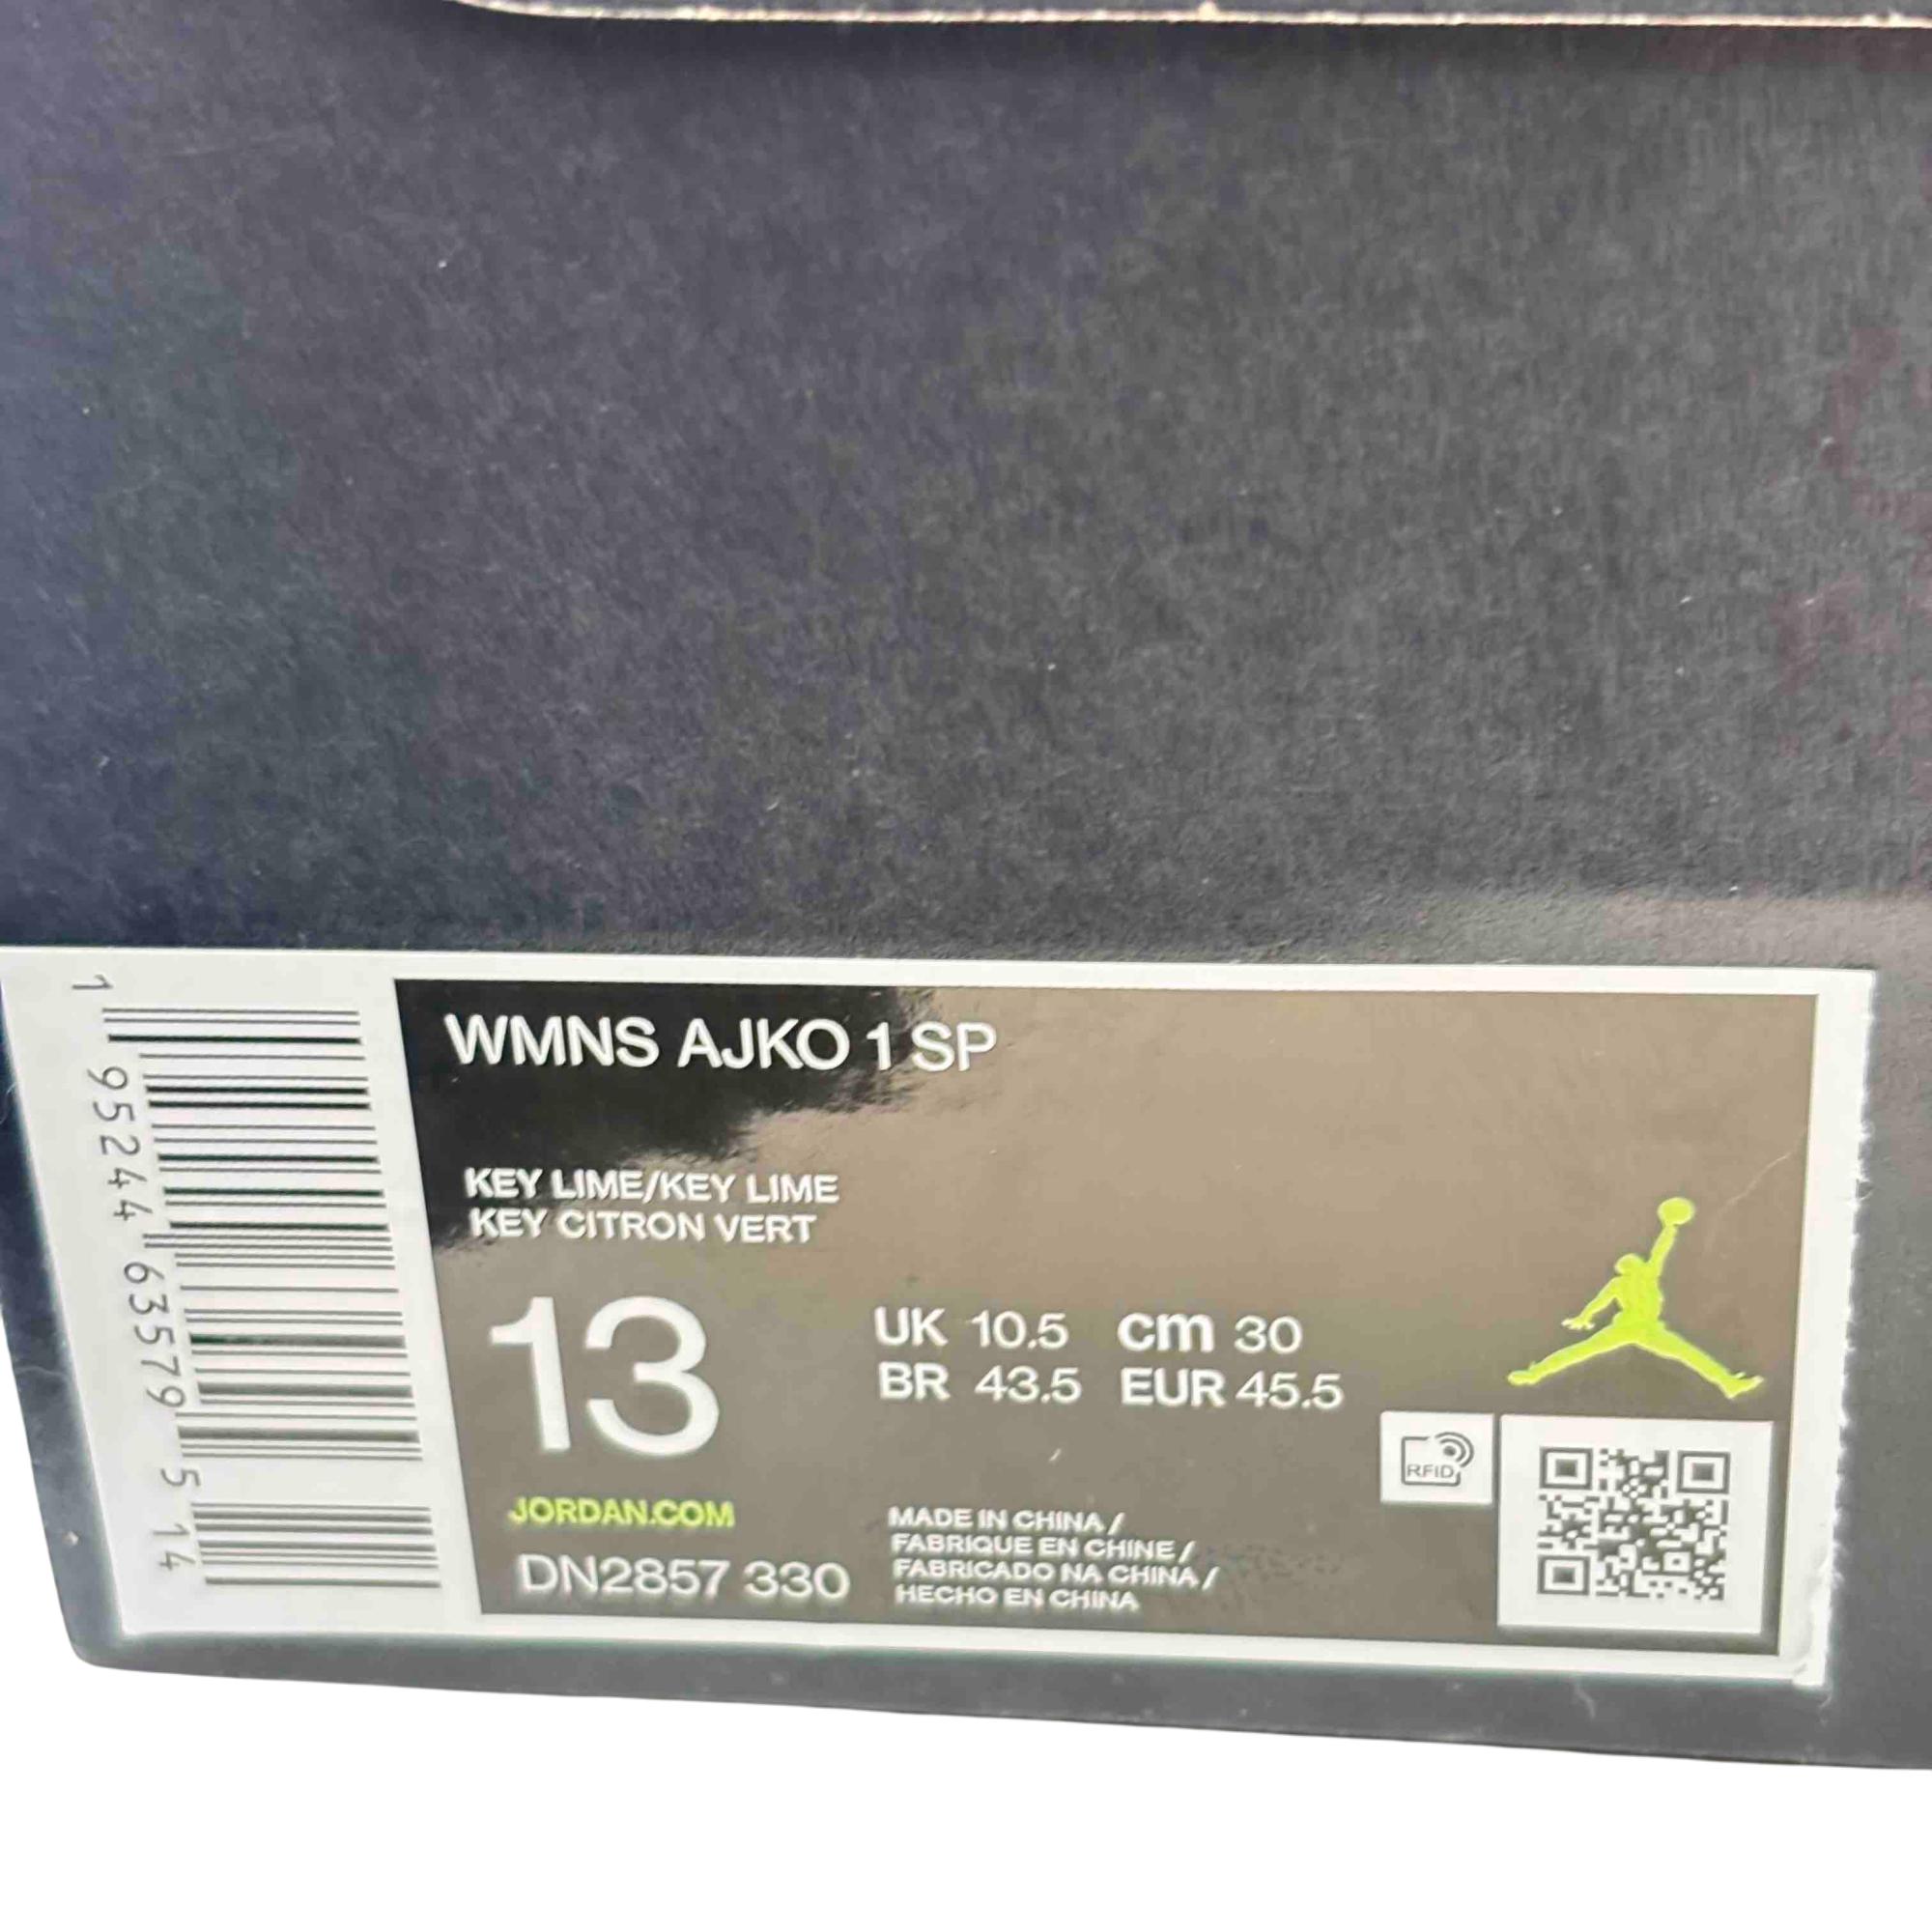 WMNS AJKO 1 SP
KEY LIME/KEY LIME
KEY CITRON VERT
13
UK 10.5 cm 30
BR 43.5 EUR 45.5
JORDAN.COM
DN2857 330
MADE IN CHINA /
FABRIQUE EN CHINE /
FABRICADO NA CHINA /
HECHO EN CHINA
RFID
1 95244 63579 5 14